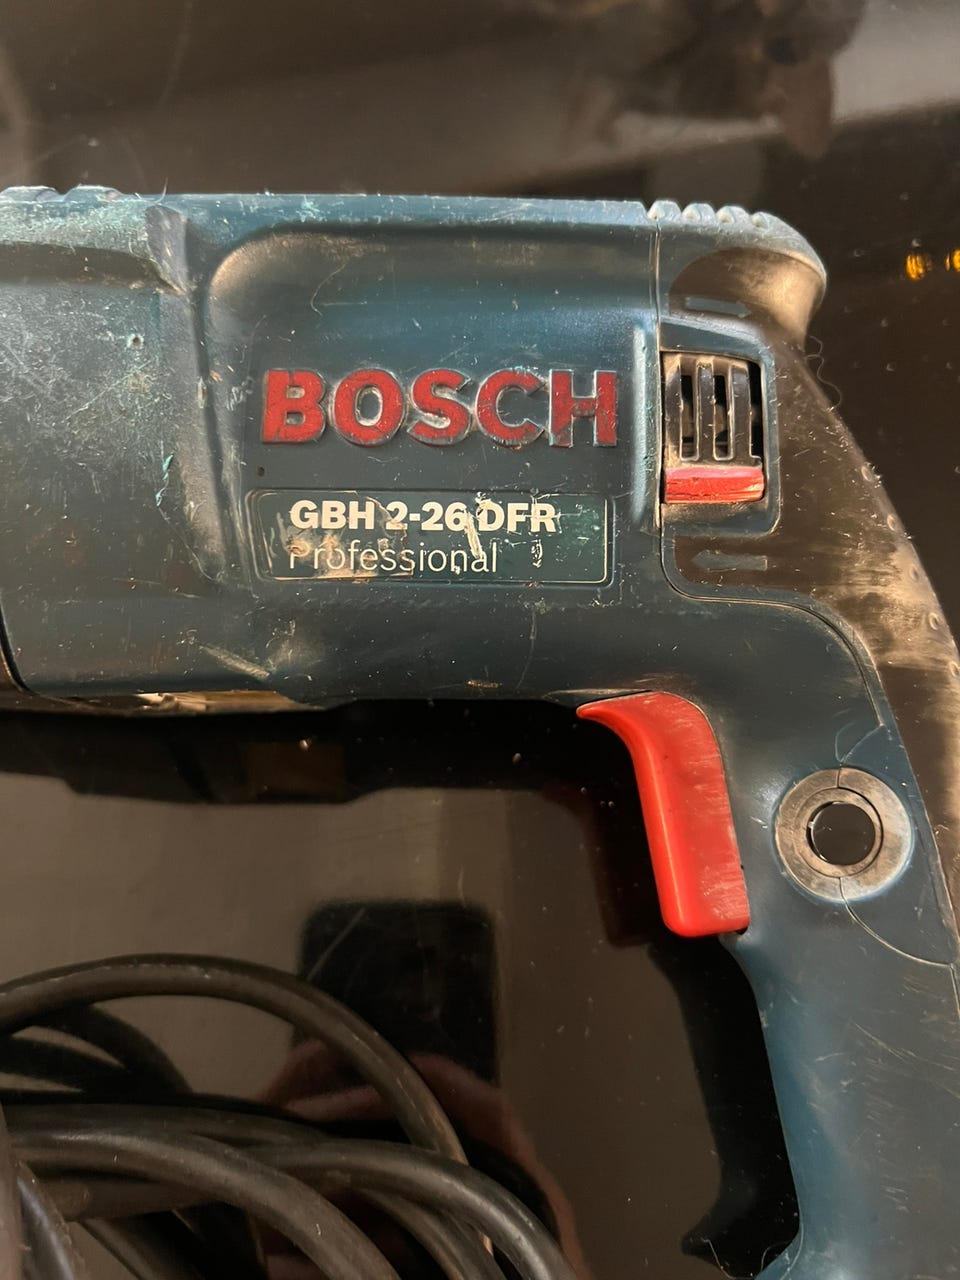 BOSCH
GBH 2-26 DFR
Professional